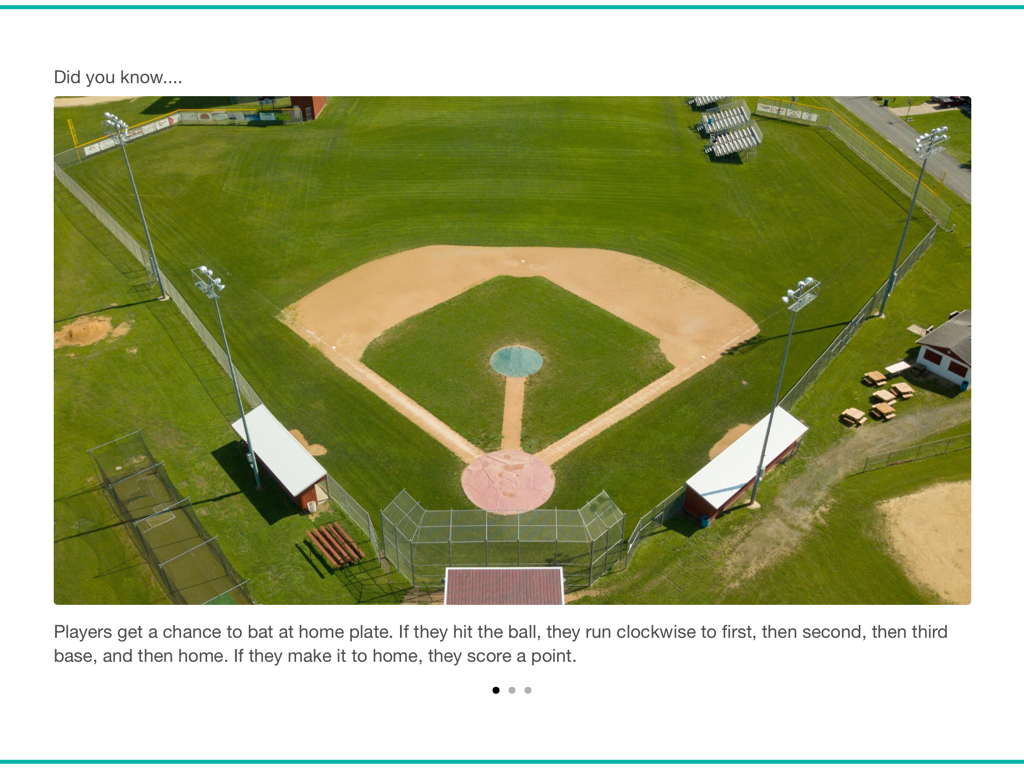 Did you know....
Players get a chance to bat at home plate. If they hit the ball, they run clockwise to first, then second, then third
base, and then home. If they make it to home, they score a point.